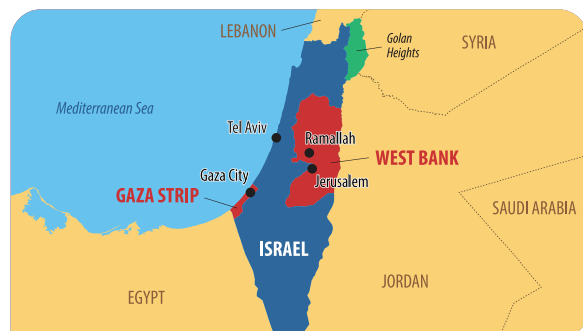 LEBANON
Golan
Heights
SYRIA
Mediterranean Sea
Tel Aviv
Ramallah
WEST BANK
Jerusalem
Gaza City
GAZA STRIP
SAUDI ARABIA
ISRAEL
JORDAN
EGYPT